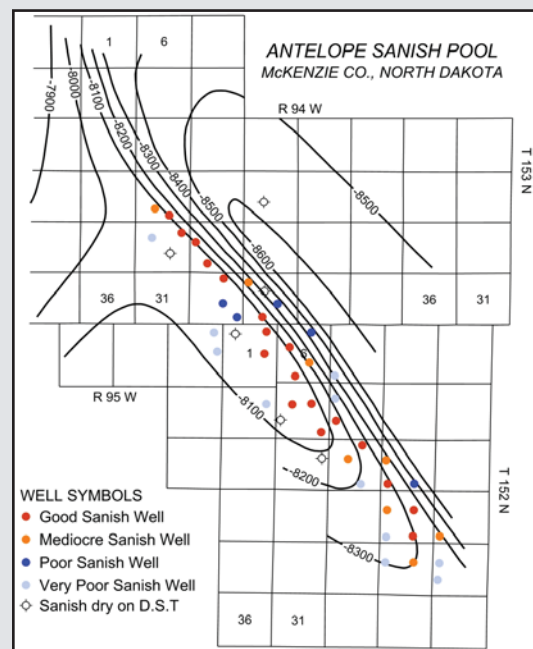 ANTELOPE SANISH POOL
McKENZIE CO., NORTH DAKOTA
1 6
-7900
-8000
-8100
-8200
-8300
-8400
-8500
-8600
-8500
R 94 W
T 153 N
36 31
36 31
1 6
R 95 W
-8100
-8200
-8300
T 152 N
36 31
WELL SYMBOLS
Good Sanish Well
Mediocre Sanish Well
Poor Sanish Well
Very Poor Sanish Well
Sanish dry on D.S.T